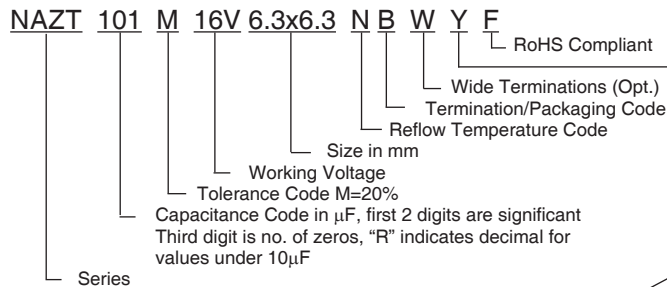 NAZT 101 M 16V 6.3x6.3 N B W Y F
RoHS Compliant
Wide Terminations (Opt.)
Termination/Packaging Code
Reflow Temperature Code
Size in mm
Working Voltage
Tolerance Code M=20%
Capacitance Code in μF, first 2 digits are significant
Third digit is no. of zeros, “R” indicates decimal for
values under 10μF
Series